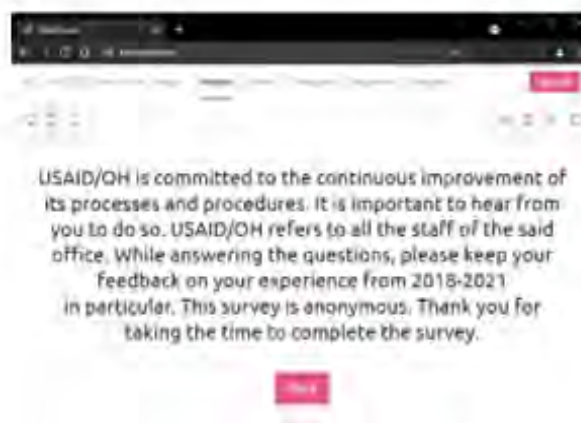 USAID/OH is committed to the continuous improvement of
its processes and procedures. It is important to hear from
you to do so. USAID/OH refers to all the staff of the said
office. While answering the questions, please keep your
feedback on your experience from 2018-2021
in particular. This survey is anonymous. Thank you for
taking the time to complete the survey.